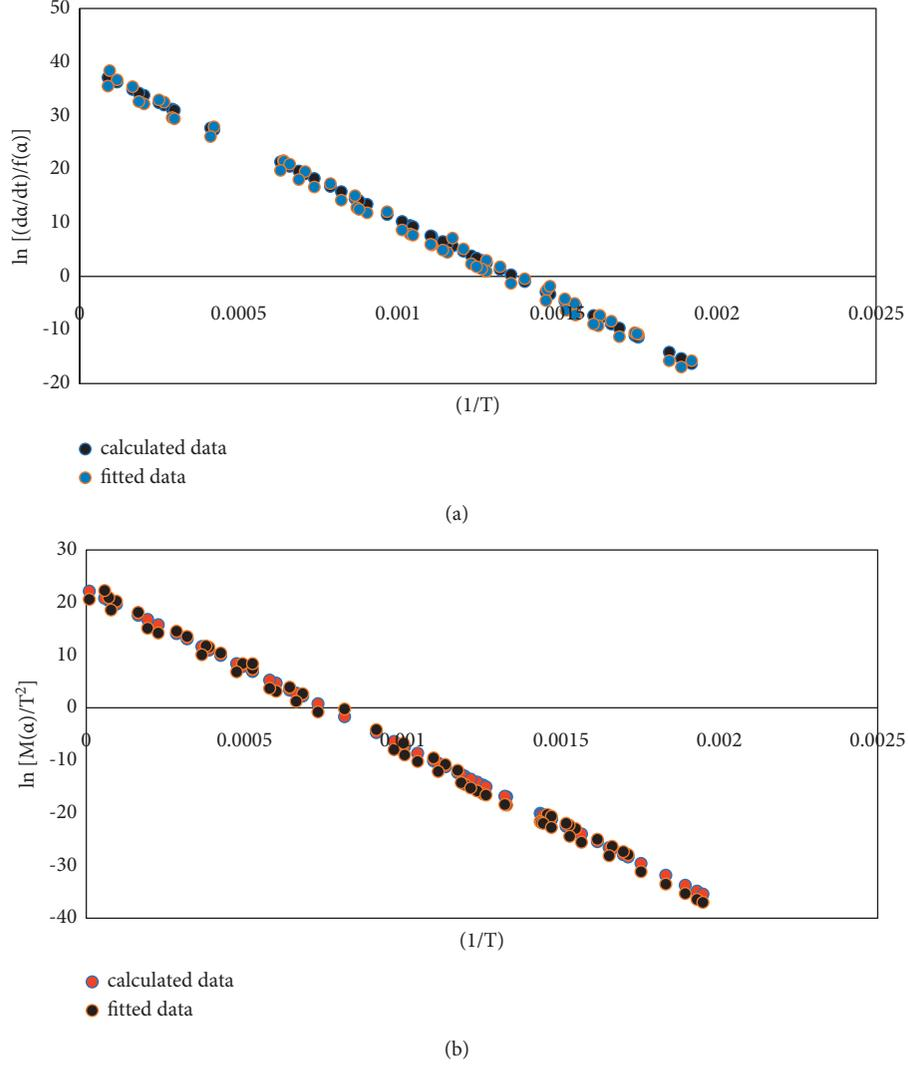 50
40
30
20
10
0
-10
-20
0 0.0005 0.001 0.0015 0.002 0.0025
ln [(dα/dt)/f(α)]
(1/T)
calculated data
fitted data
(a)
30
20
10
0
-10
-20
-30
-40
0 0.0005 0.001 0.0015 0.002 0.0025
ln [M(α)/T²]
(1/T)
calculated data
fitted data
(b)